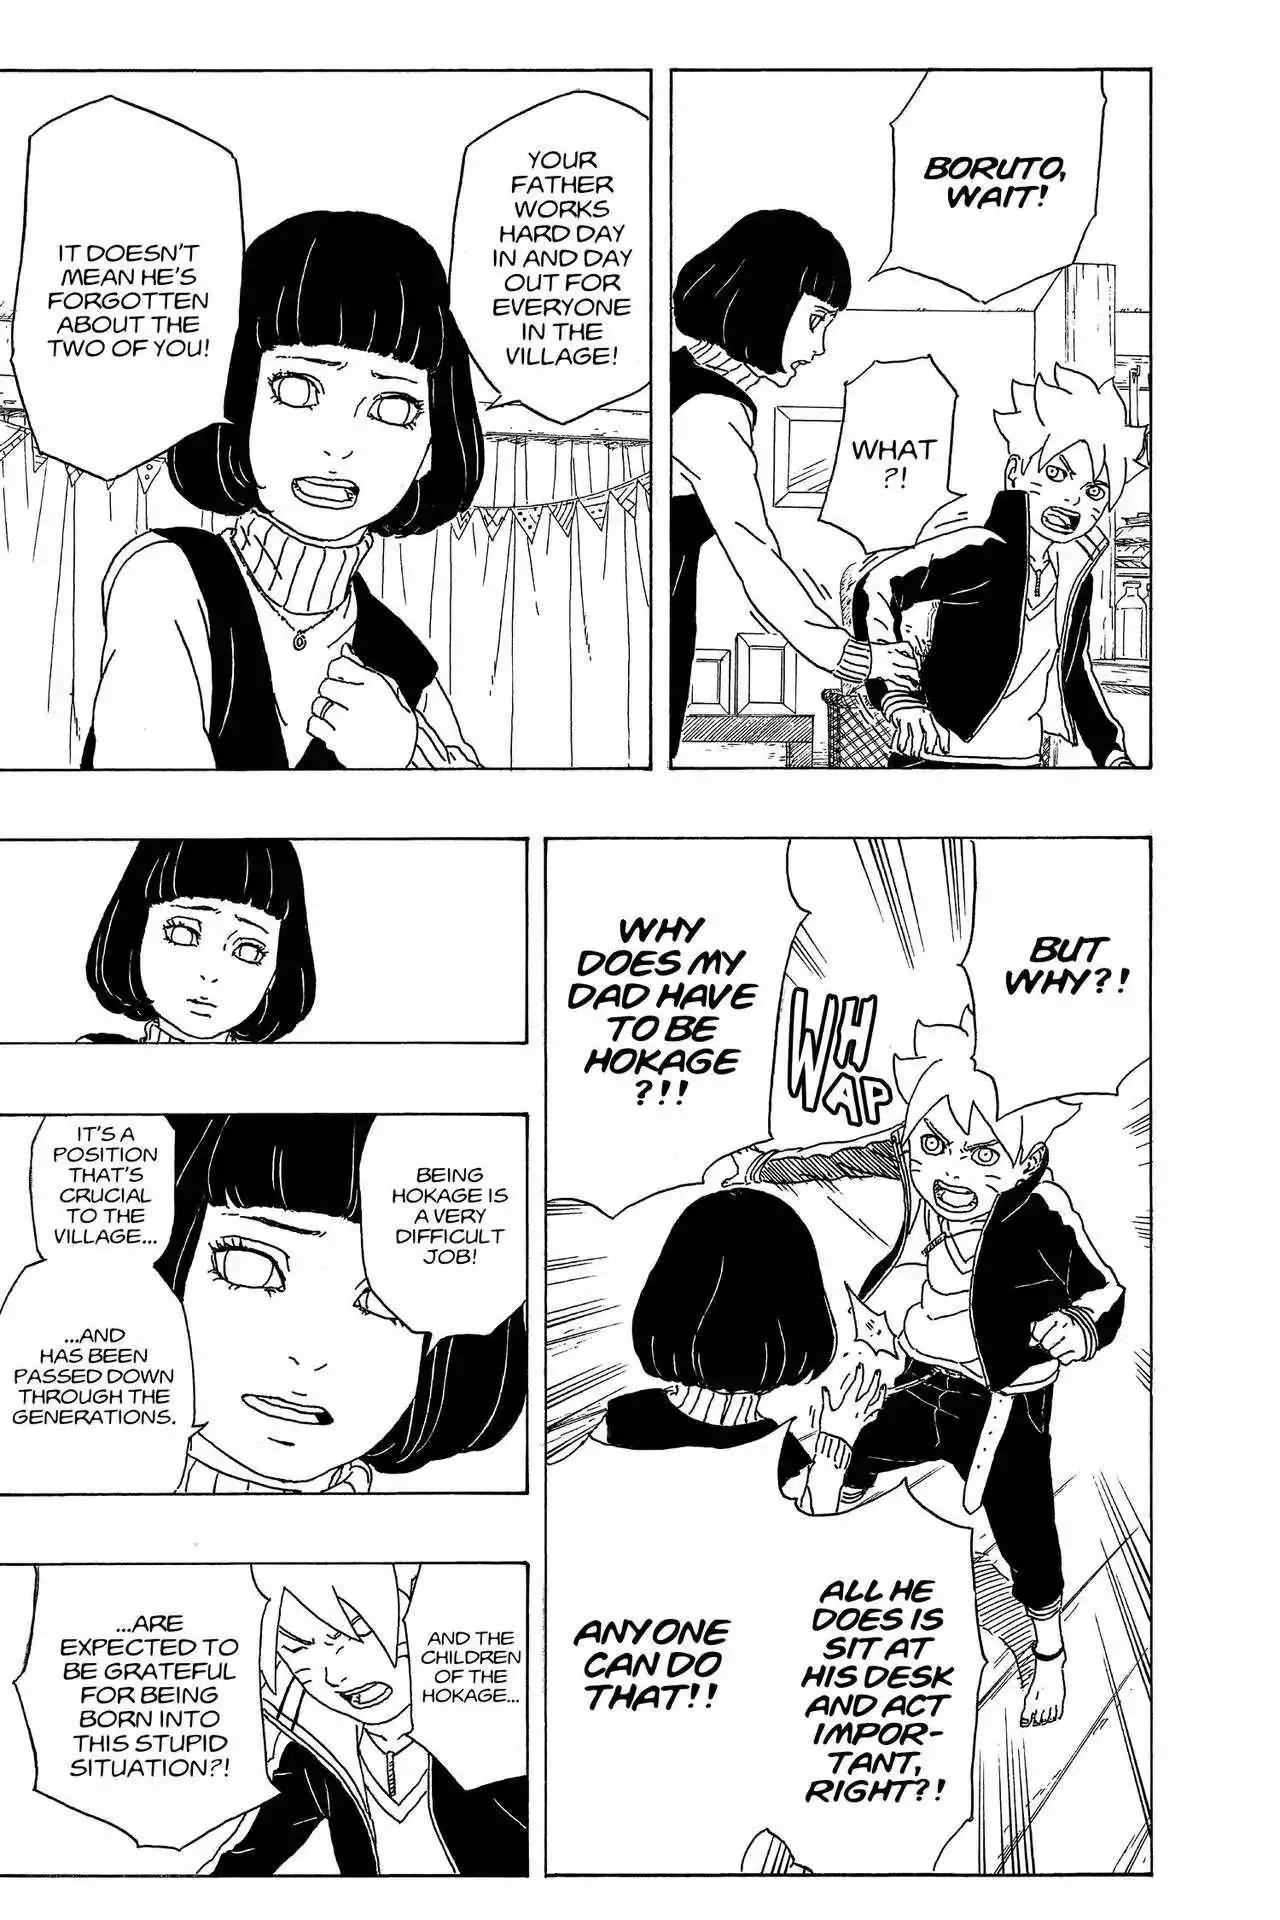 BORUTO,
WAIT!
WHAT
?!
YOUR
FATHER
WORKS
HARD DAY
IN AND DAY
OUT FOR
EVERYONE
IN THE
VILLAGE!
IT DOESN'T
MEAN HE'S
FORGOTTEN
ABOUT THE
TWO OF YOU!
BUT
WHY?!
WHY
DOES MY
DAD HAVE
TO BE
HOKAGE
?!!
WH
WAP
ALL HE
DOES IS
SIT AT
HIS DESK
AND ACT
IMPOR-
TANT,
RIGHT?!
ANYONE
CAN DO
THAT!!
BEING
HOKAGE IS
A VERY
DIFFICULT
JOB!
IT'S A
POSITION
THAT'S
CRUCIAL
TO THE
VILLAGE...
...AND
HAS BEEN
PASSED DOWN
THROUGH THE
GENERATIONS.
AND THE
CHILDREN
OF THE
HOKAGE...
...ARE
EXPECTED TO
BE GRATEFUL
FOR BEING
BORN INTO
THIS STUPID
SITUATION?!